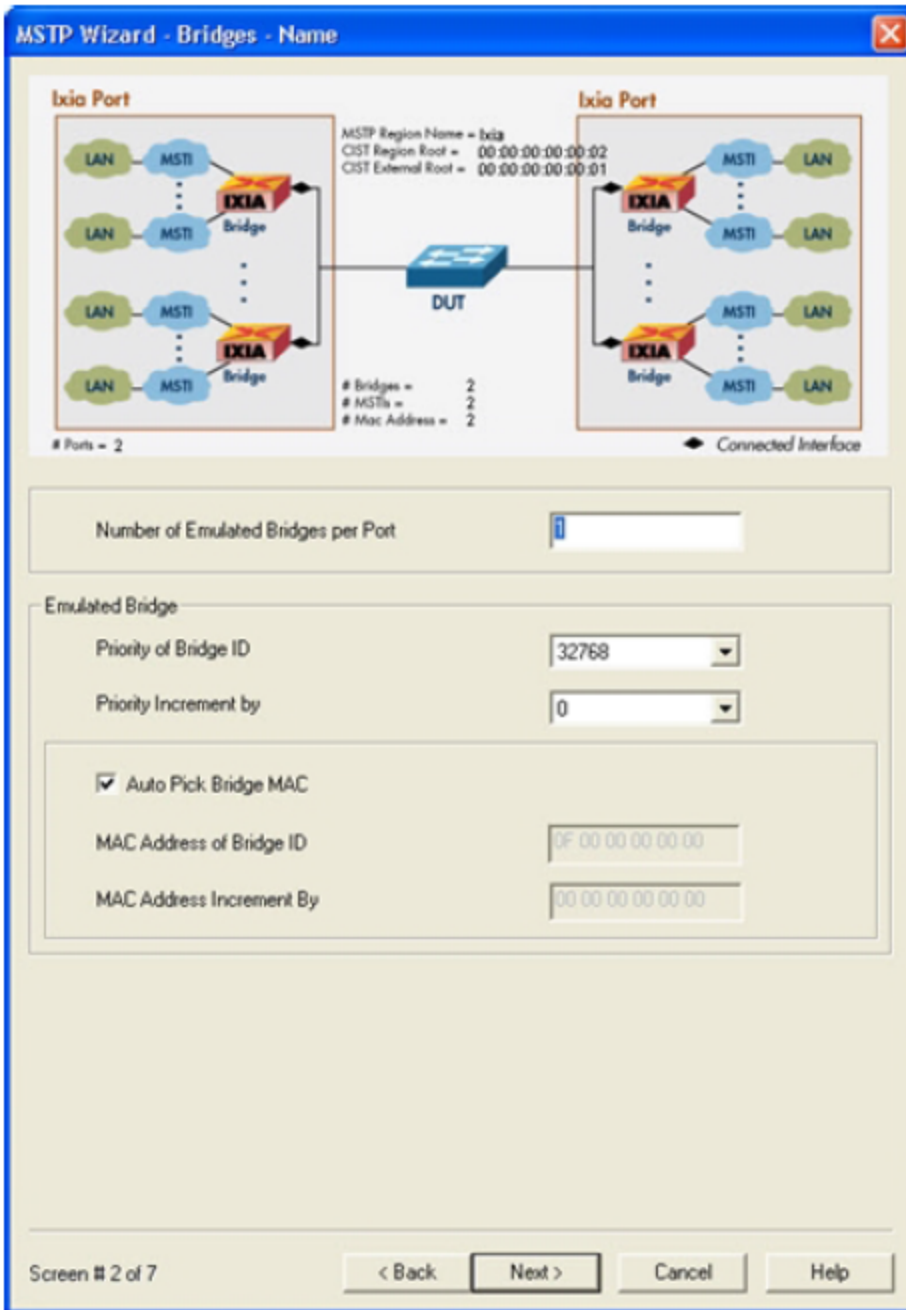 MSTP Wizard - Bridges - Name
Ixia Port
Ixia Port
MSTP Region Name = Ixia
CIST Region Root = 00:00:00:00:00:02
CIST External Root = 00:00:00:00:00:01
LAN MSTI
MSTI LAN
IXIA
IXIA
Bridge
Bridge
LAN MSTI
MSTI LAN
DUT
LAN MSTI
MSTI LAN
IXIA
IXIA
Bridge
Bridge
LAN MSTI
MSTI LAN
# Bridges = 2
# MSTIs = 2
# Mac Address = 2
# Ports = 2
Connected Interface
Number of Emulated Bridges per Port 1
Emulated Bridge
Priority of Bridge ID 32768
Priority Increment by 0
Auto Pick Bridge MAC
MAC Address of Bridge ID 0F 00 00 00 00 00
MAC Address Increment By 00 00 00 00 00 00
Screen # 2 of 7 < Back Next > Cancel Help